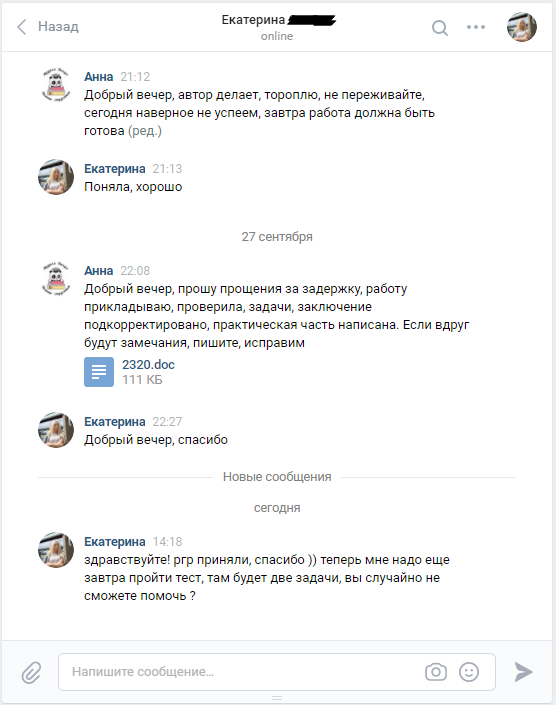 Назад
Екатерина
online
Анна 21:12
Добрый вечер, автор делает, тороплю, не переживайте,
сегодня наверное не успеем, завтра работа должна быть
готова (ред.)
Екатерина 21:13
Поняла, хорошо
27 сентября
Анна 22:08
Добрый вечер, прошу прощения за задержку, работу
прикладываю, проверила, задачи, заключение
подкорректировано, практическая часть написана. Если вдруг
будут замечания, пишите, исправим
2320.doc
111 КБ
Екатерина 22:27
Добрый вечер, спасибо
Новые сообщения
сегодня
Екатерина 14:18
здравствуйте! ргр приняли, спасибо )) теперь мне надо еще
завтра пройти тест, там будет две задачи, вы случайно не
сможете помочь ?
Напишите сообщение...